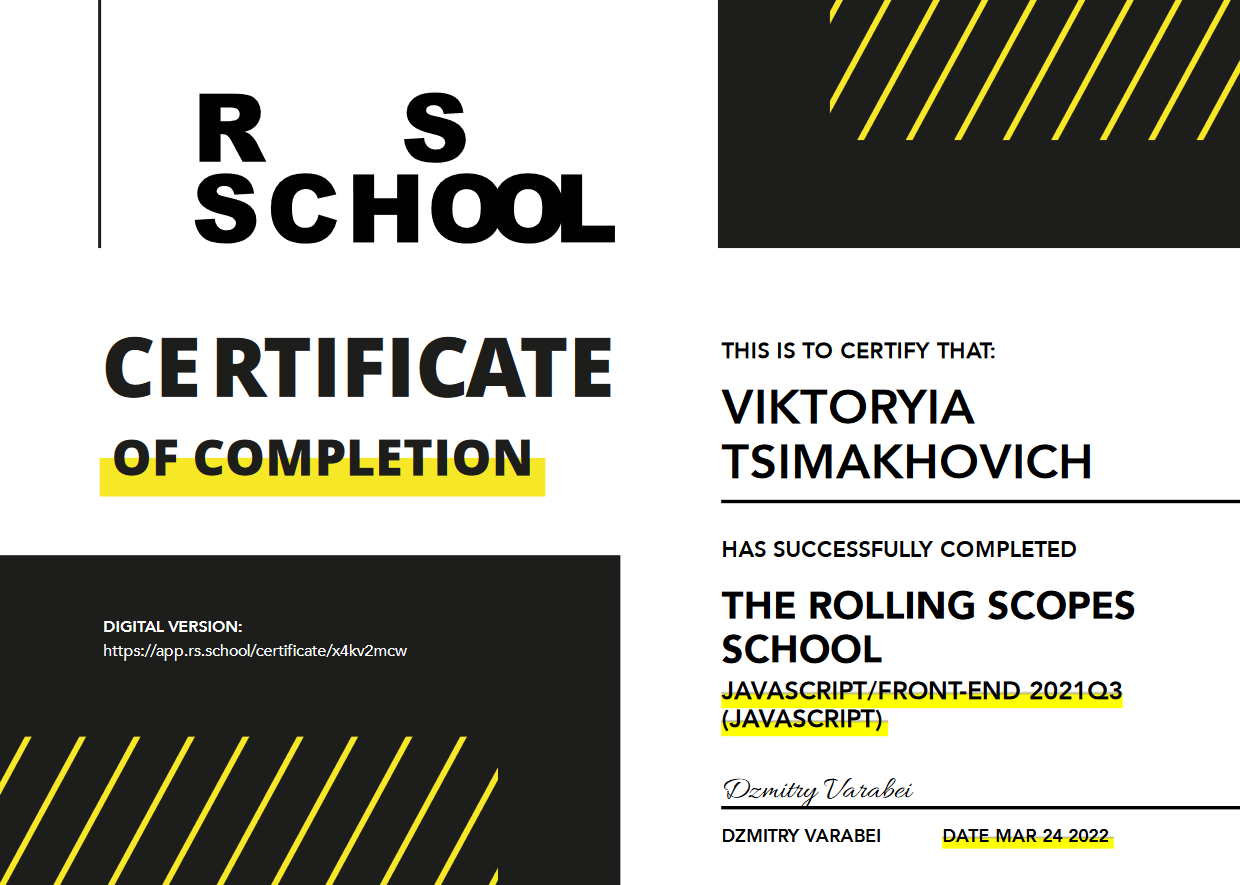 R S
SCHOOL
CERTIFICATE
OF COMPLETION
DIGITAL VERSION:
https://app.rs.school/certificate/x4kv2mcw
THIS IS TO CERTIFY THAT:
VIKTORYIA
TSIMAKHOVICH
HAS SUCCESSFULLY COMPLETED
THE ROLLING SCOPES
SCHOOL
JAVASCRIPT/FRONT-END 2021Q3
(JAVASCRIPT)
Dzmitry Varabei
DZMITRY VARABEI
DATE MAR 24 2022